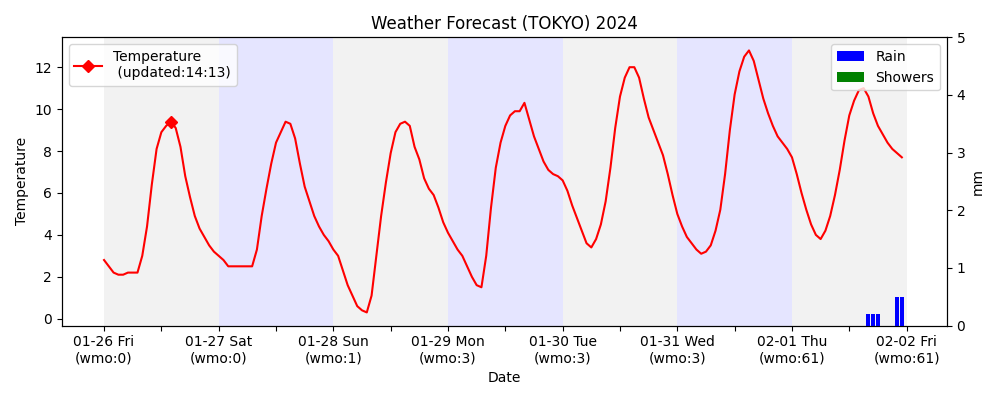 Weather Forecast (TOKYO) 2024
Temperature
(updated:14:13)
Rain
Showers
Temperature
12
10
8
6
4
2
0
5
4
3
2
1
0
mm
01-26 Fri
(wmo:0)
01-27 Sat
(wmo:0)
01-28 Sun
(wmo:1)
01-29 Mon
(wmo:3)
01-30 Tue
(wmo:3)
01-31 Wed
(wmo:3)
02-01 Thu
(wmo:61)
02-02 Fri
(wmo:61)
Date